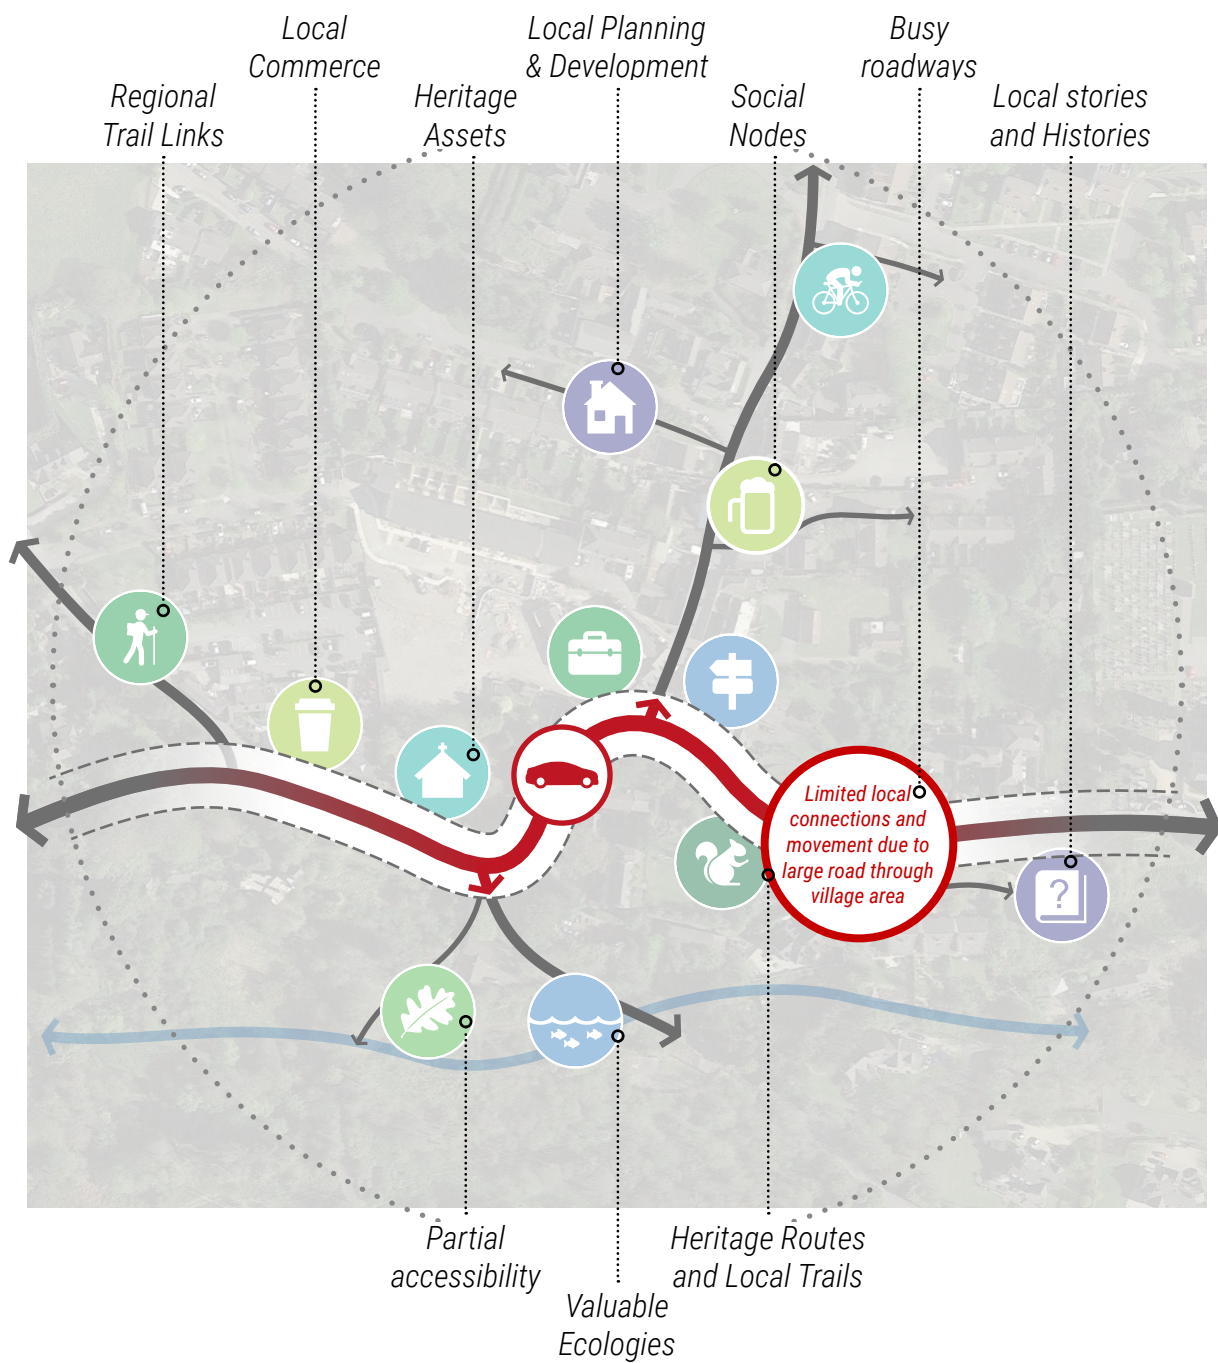 Local
Commerce
Local Planning
& Development
Busy
roadways
Regional
Trail Links
Heritage
Assets
Social
Nodes
Local stories
and Histories
Limited local
connections and
movement due to
large road through
village area
?
Partial
accessibility
Heritage Routes
and Local Trails
Valuable
Ecologies